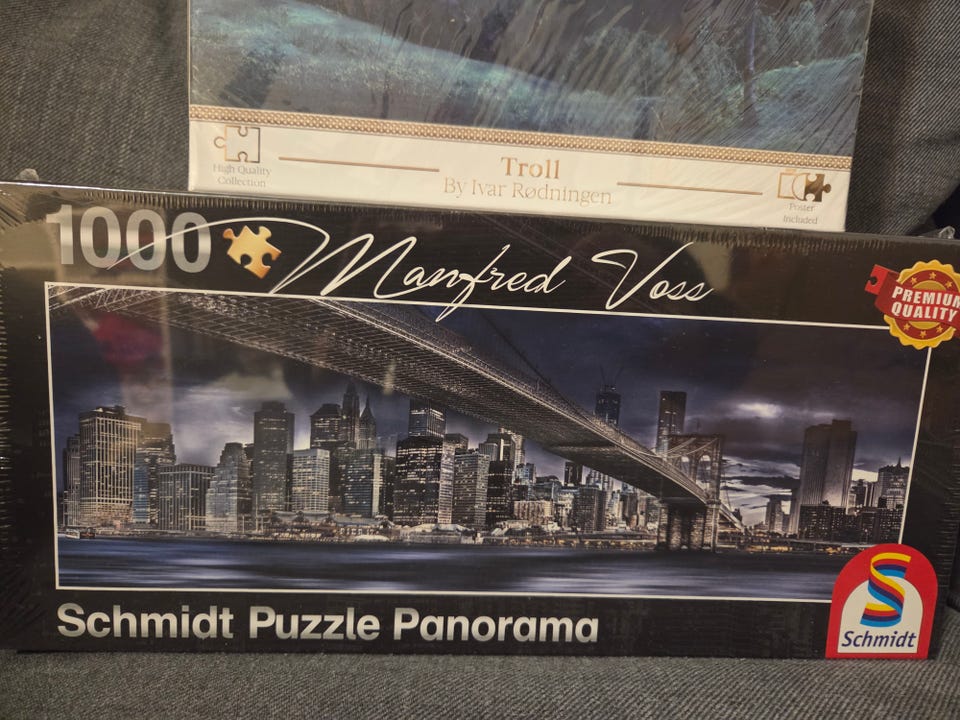 Troll
By Ivar Rødningen
High Quality
Collection
Poster
Included
1000
Manfred Voss
PREMIUM
QUALITY
Schmidt Puzzle Panorama
Schmidt